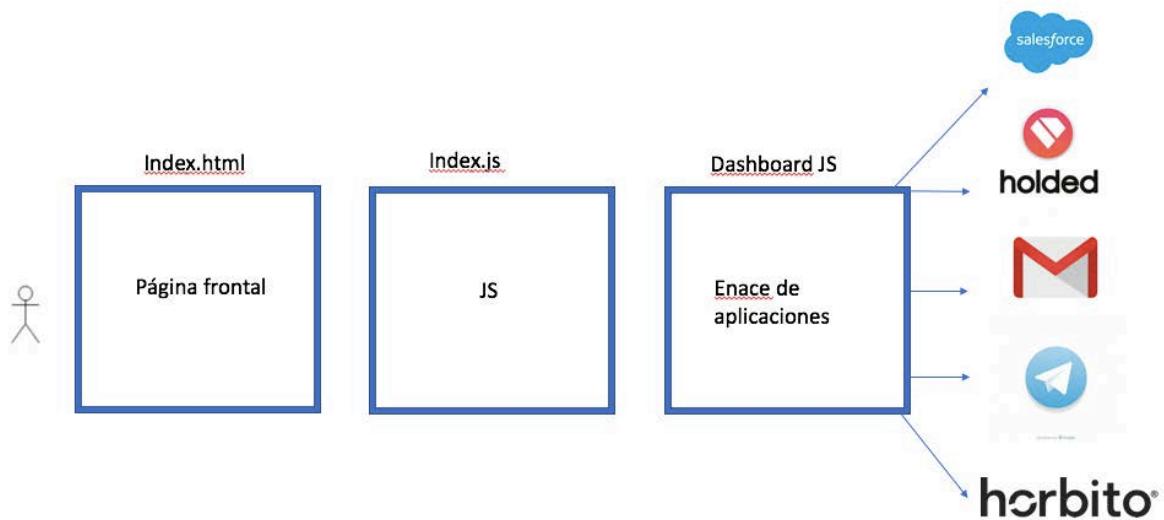 salesforce
holded
Index.html
Index.js
Dashboard JS
Página frontal
JS
Enace de
aplicaciones
horbito